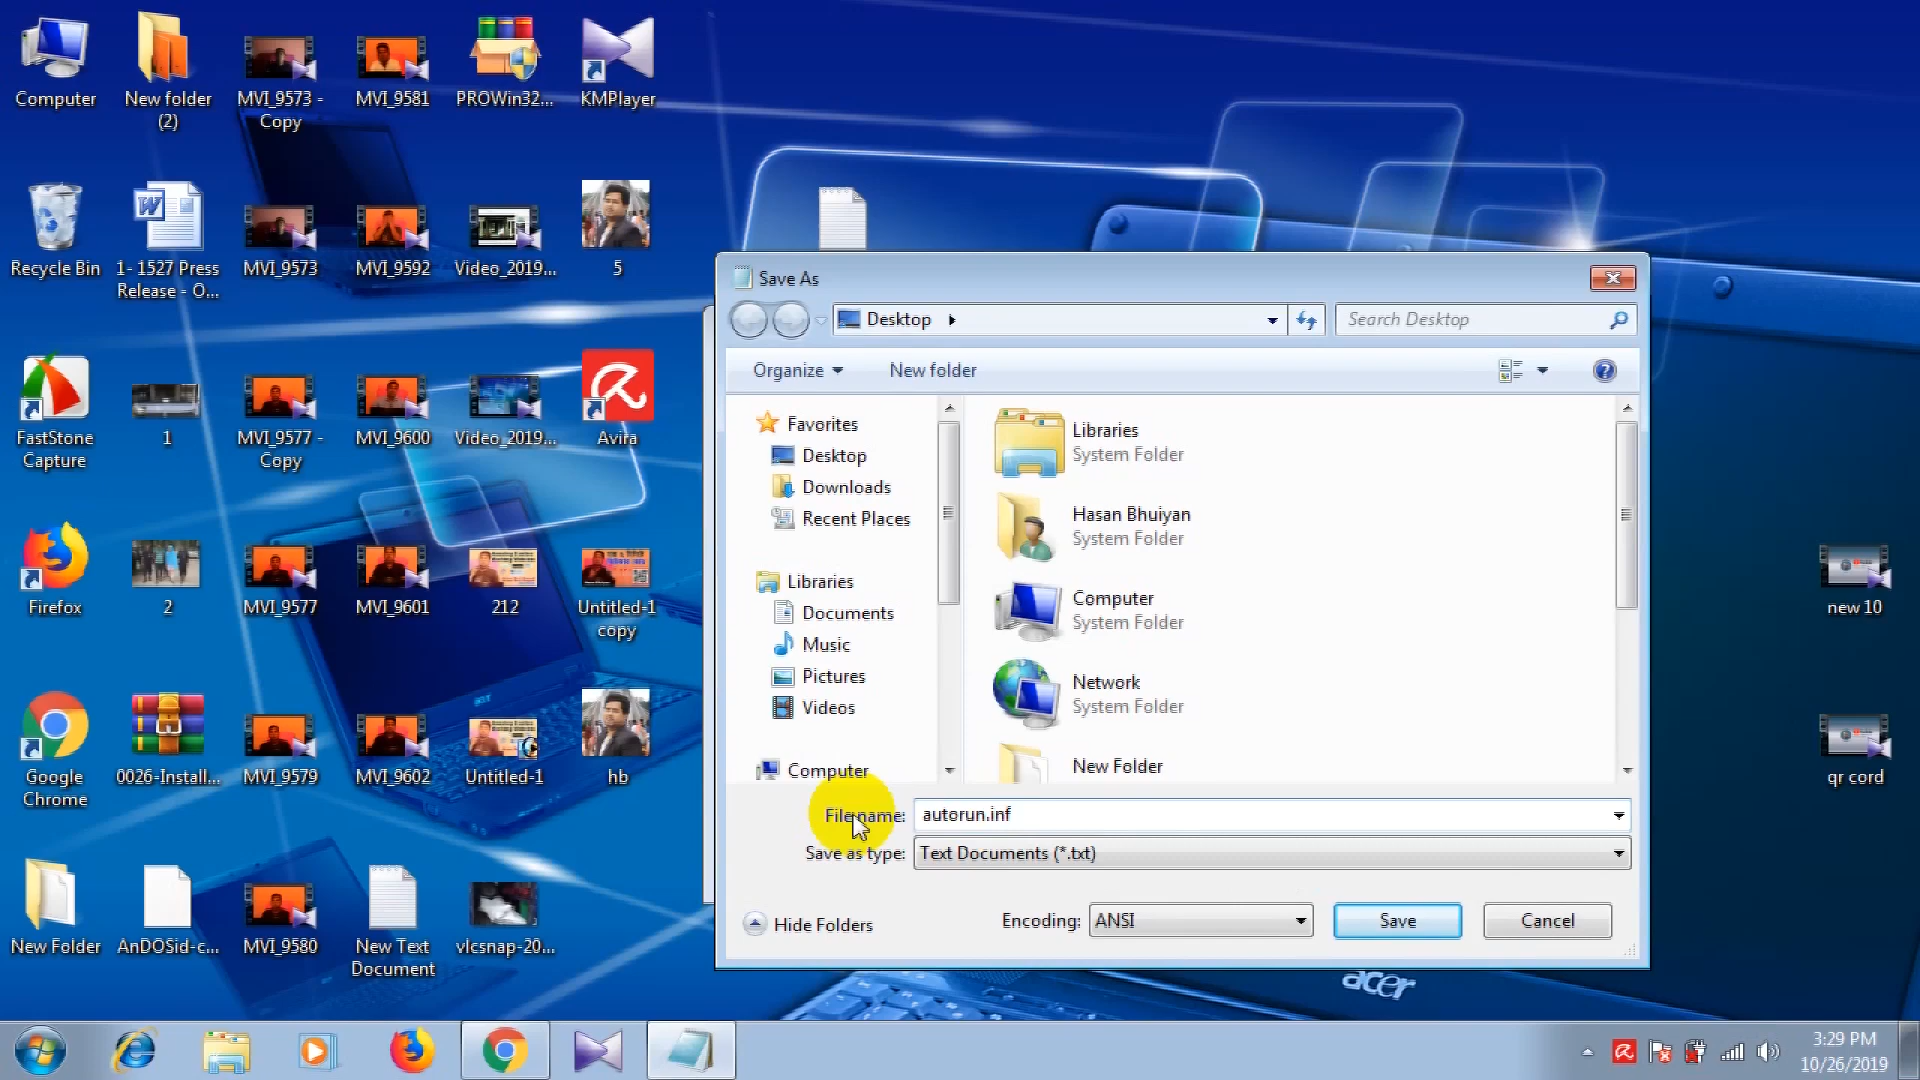 Computer
New folder
(2)
MVI_9573 -
Copy
MVI_9581
PROWin32...
KMPlayer
Recycle Bin
1- 1527 Press
Release - O...
MVI_9573
MVI_9592
Video_2019...
5
FastStone
Capture
1
MVI_9577 -
Copy
MVI_9600
Video_2019...
Avira
Firefox
2
MVI_9577
MVI_9601
212
Untitled-1
copy
Google
Chrome
0026-Install...
MVI_9579
MVI_9602
Untitled-1
hb
New Folder
AnDOSid-c...
MVI_9580
New Text
Document
vlcsnap-20...
Save As
Desktop
Search Desktop
Organize
New folder
Favorites
Desktop
Downloads
Recent Places
Libraries
Documents
Music
Pictures
Videos
Computer
Libraries
System Folder
Hasan Bhuiyan
System Folder
Computer
System Folder
Network
System Folder
New Folder
File name:
autorun.inf
Save as type:
Text Documents (*.txt)
Hide Folders
Encoding:
ANSI
Save
Cancel
new 10
qr cord
acer
3:29 PM
10/26/2019